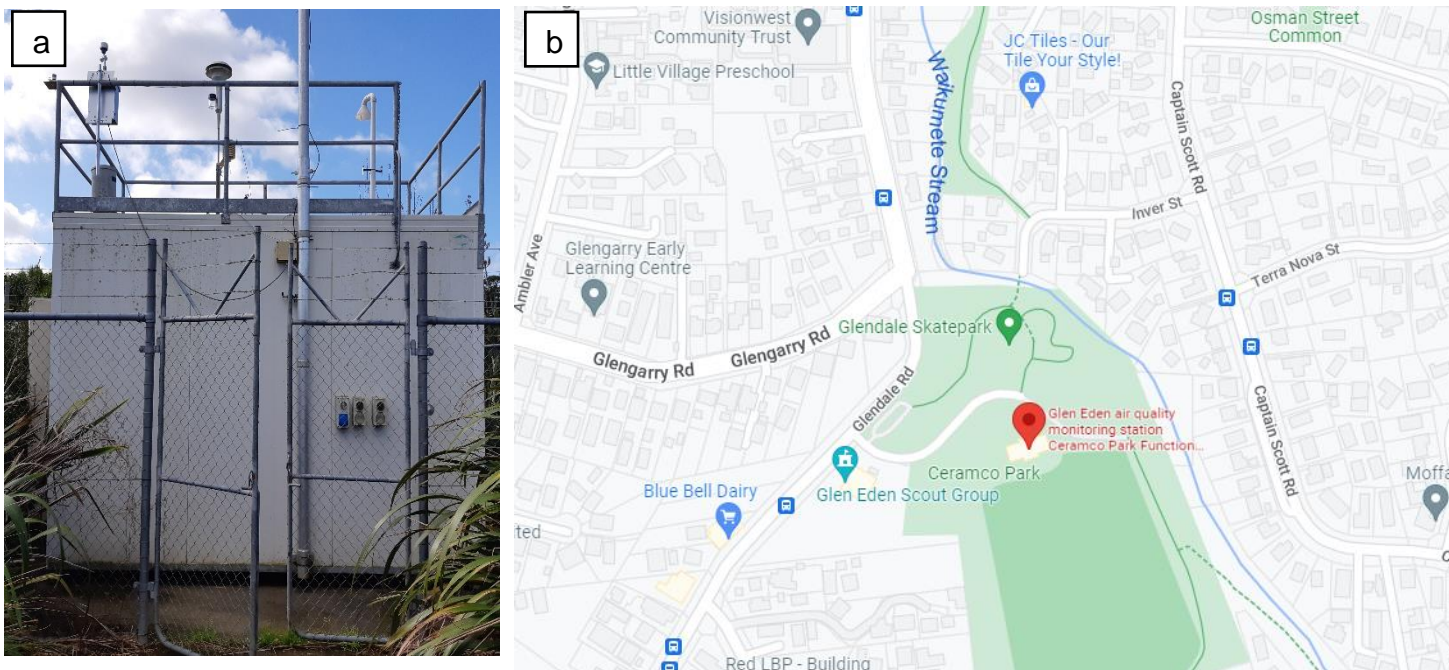 a
b
Visionwest
Community Trust
Little Village Preschool
Waikumete Stream
JC Tiles - Our
Tile Your Style!
Osman Street
Common
Captain Scott Rd
Inver St
Terra Nova St
Ambler Ave
Glengarry Early
Learning Centre
Glengarry Rd
Glengarry Rd
Glendale Skatepark
Glendale Rd
Glen Eden air quality
monitoring station
Ceramco Park Function...
Captain Scott Rd
Ceramco Park
Glen Eden Scout Group
Blue Bell Dairy
Moffa
ited
Red LBP - Building